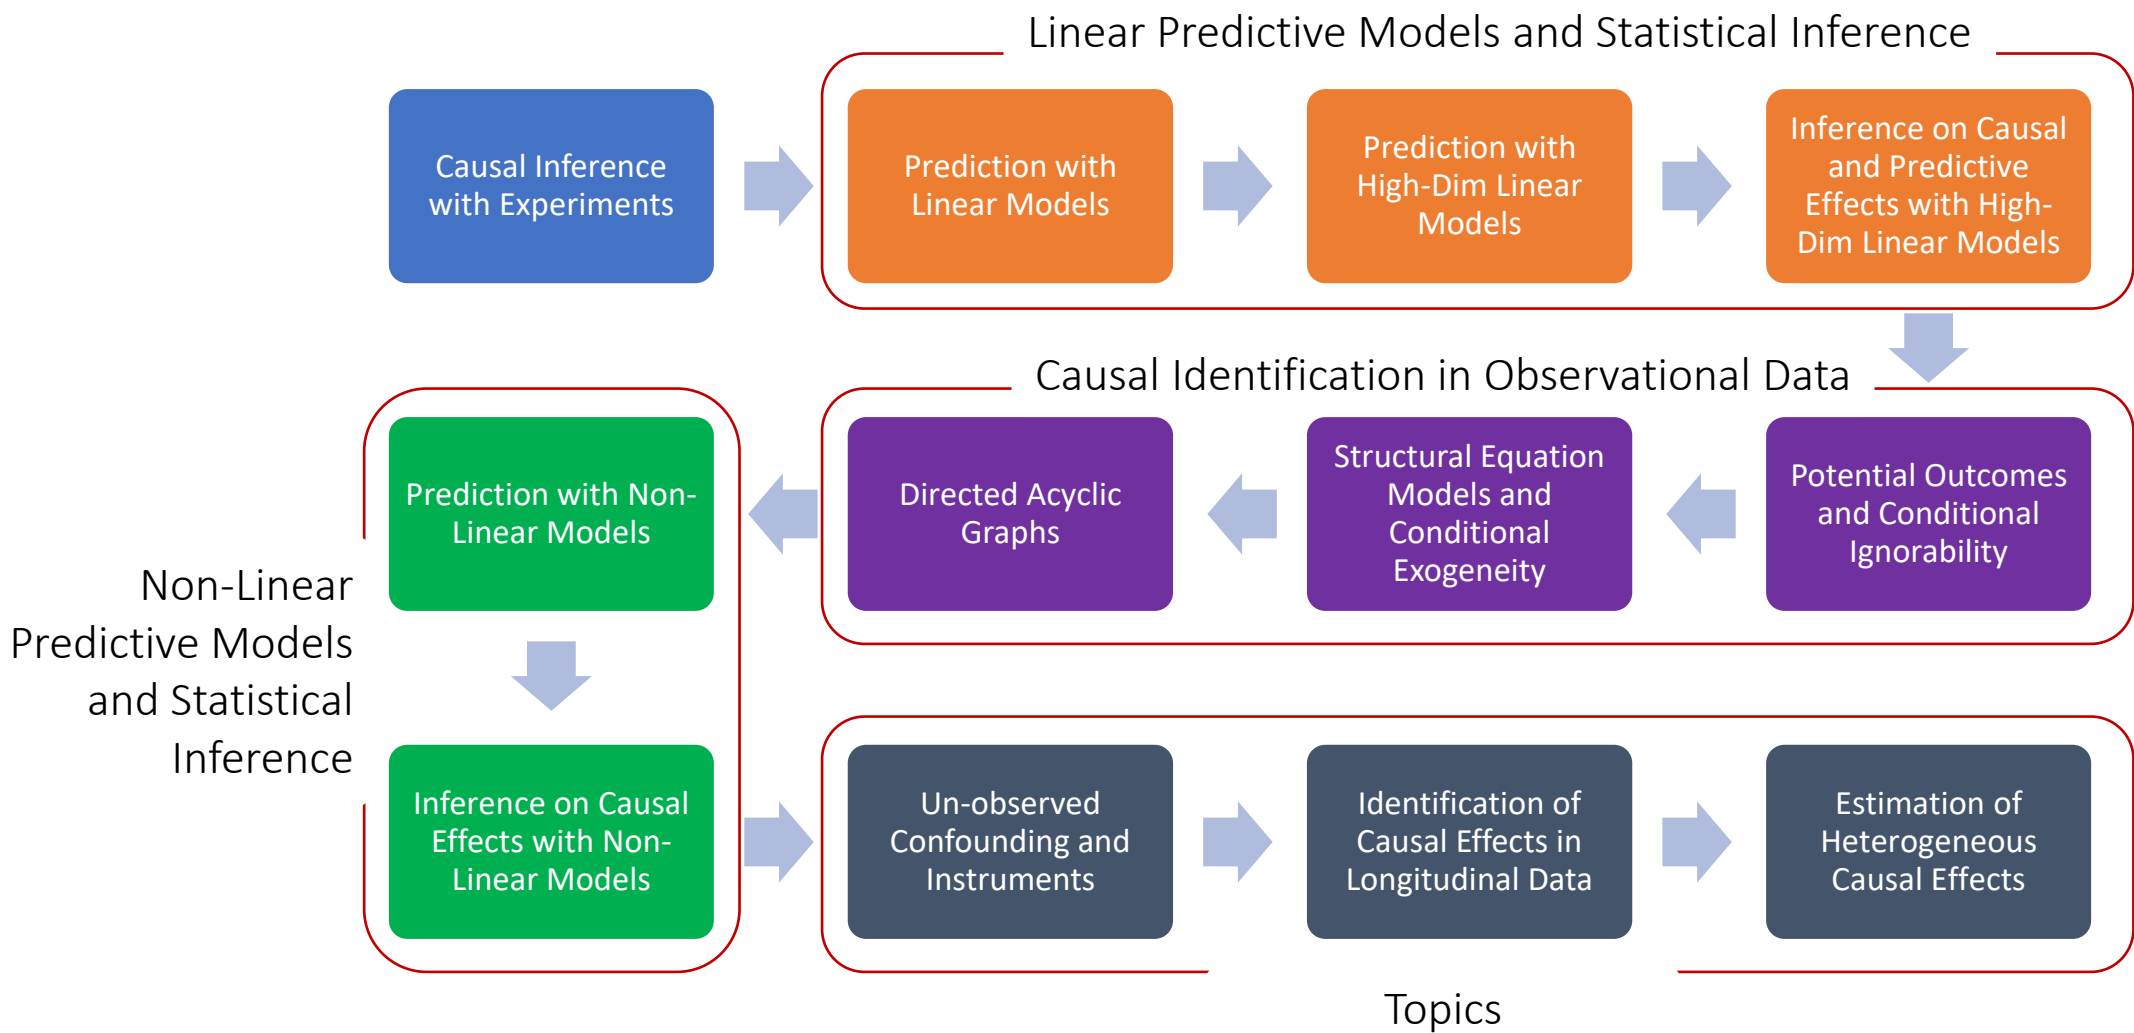 Linear Predictive Models and Statistical Inference
Causal Inference
with Experiments
Prediction with
Linear Models
Prediction with
High-Dim Linear
Models
Inference on Causal
and Predictive
Effects with High-
Dim Linear Models
Causal Identification in Observational Data
Potential Outcomes
and Conditional
Ignorability
Structural Equation
Models and
Conditional
Exogeneity
Directed Acyclic
Graphs
Prediction with Non-
Linear Models
Non-Linear
Predictive Models
and Statistical
Inference
Inference on Causal
Effects with Non-
Linear Models
Un-observed
Confounding and
Instruments
Identification of
Causal Effects in
Longitudinal Data
Estimation of
Heterogeneous
Causal Effects
Topics